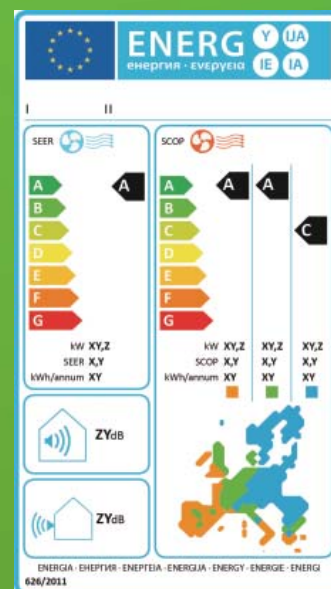 ENERG Y IJA
енергия · ενεργεια IE IA
I II
SEER
A A
B
C
D
E
F
G
kW XY,Z
SEER X,Y
kWh/annum XY
SCOP
A A A
B
C C
D
E
F
G
kW XY,Z XY,Z XY,Z
SCOP X,Y X,Y X,Y
kWh/annum XY XY XY
ZYdB
ZYdB
ENERGIA · ЕНЕРГИЯ · ΕΝΕΡΓΕΙΑ · ENERGIJA · ENERGY · ENERGIE · ENERGI
626/2011